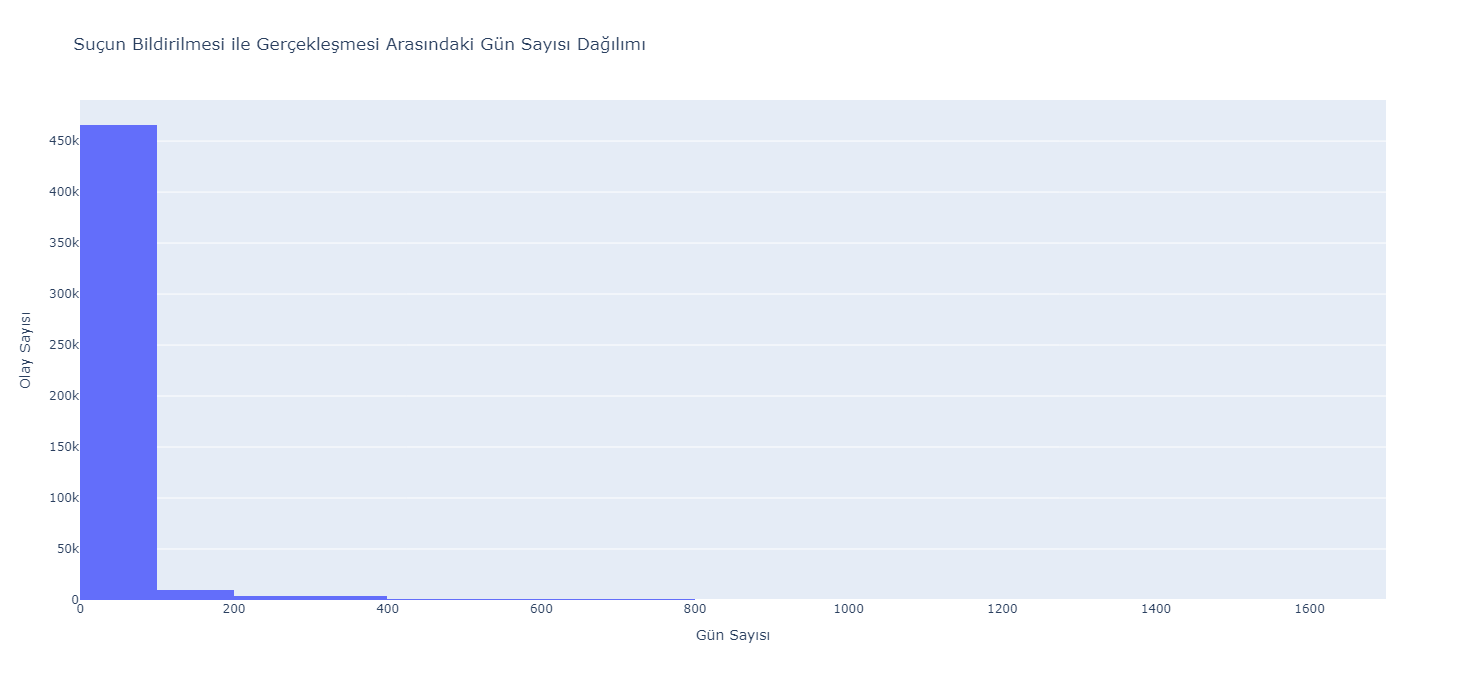 Suçun Bildirilmesi ile Gerçekleşmesi Arasındaki Gün Sayısı Dağılımı
450k
400k
350k
300k
250k
200k
150k
100k
50k
0
Olay Sayısı
0 200 400 600 800 1000 1200 1400 1600
Gün Sayısı